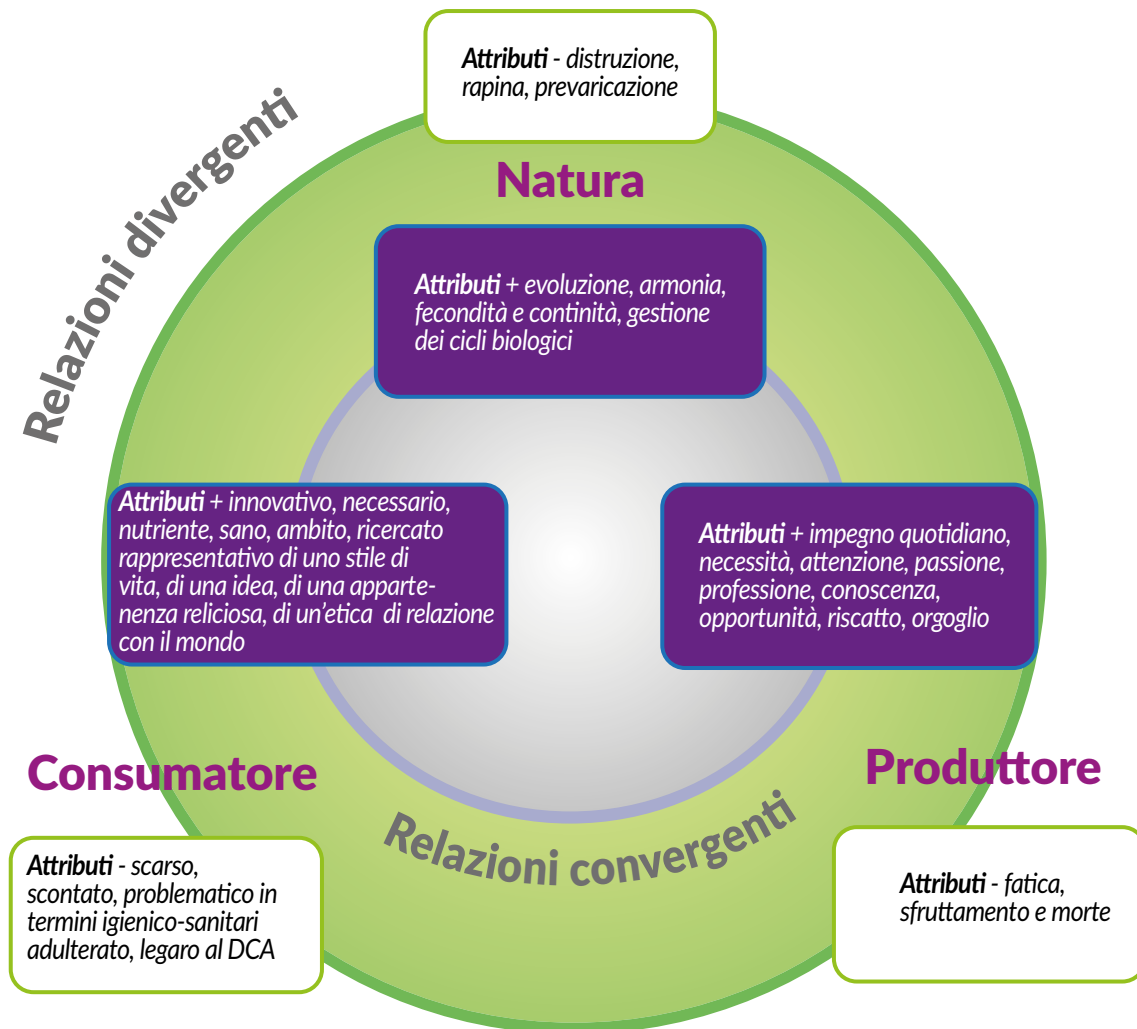 Attributi - distruzione,
rapina, prevaricazione
Relazioni divergenti
Natura
Attributi + evoluzione, armonia,
fecondità e continità, gestione
dei cicli biologici
Attributi + innovativo, necessario,
nutriente, sano, ambito, ricercato
rappresentativo di uno stile di
vita, di una idea, di una apparte-
nenza reliciosa, di un'etica di relazione
con il mondo
Attributi + impegno quotidiano,
necessità, attenzione, passione,
professione, conoscenza,
opportunità, riscatto, orgoglio
Consumatore
Produttore
Relazioni convergenti
Attributi - scarso,
scontato, problematico in
termini igienico-sanitari
adulterato, legaro al DCA
Attributi - fatica,
sfruttamento e morte